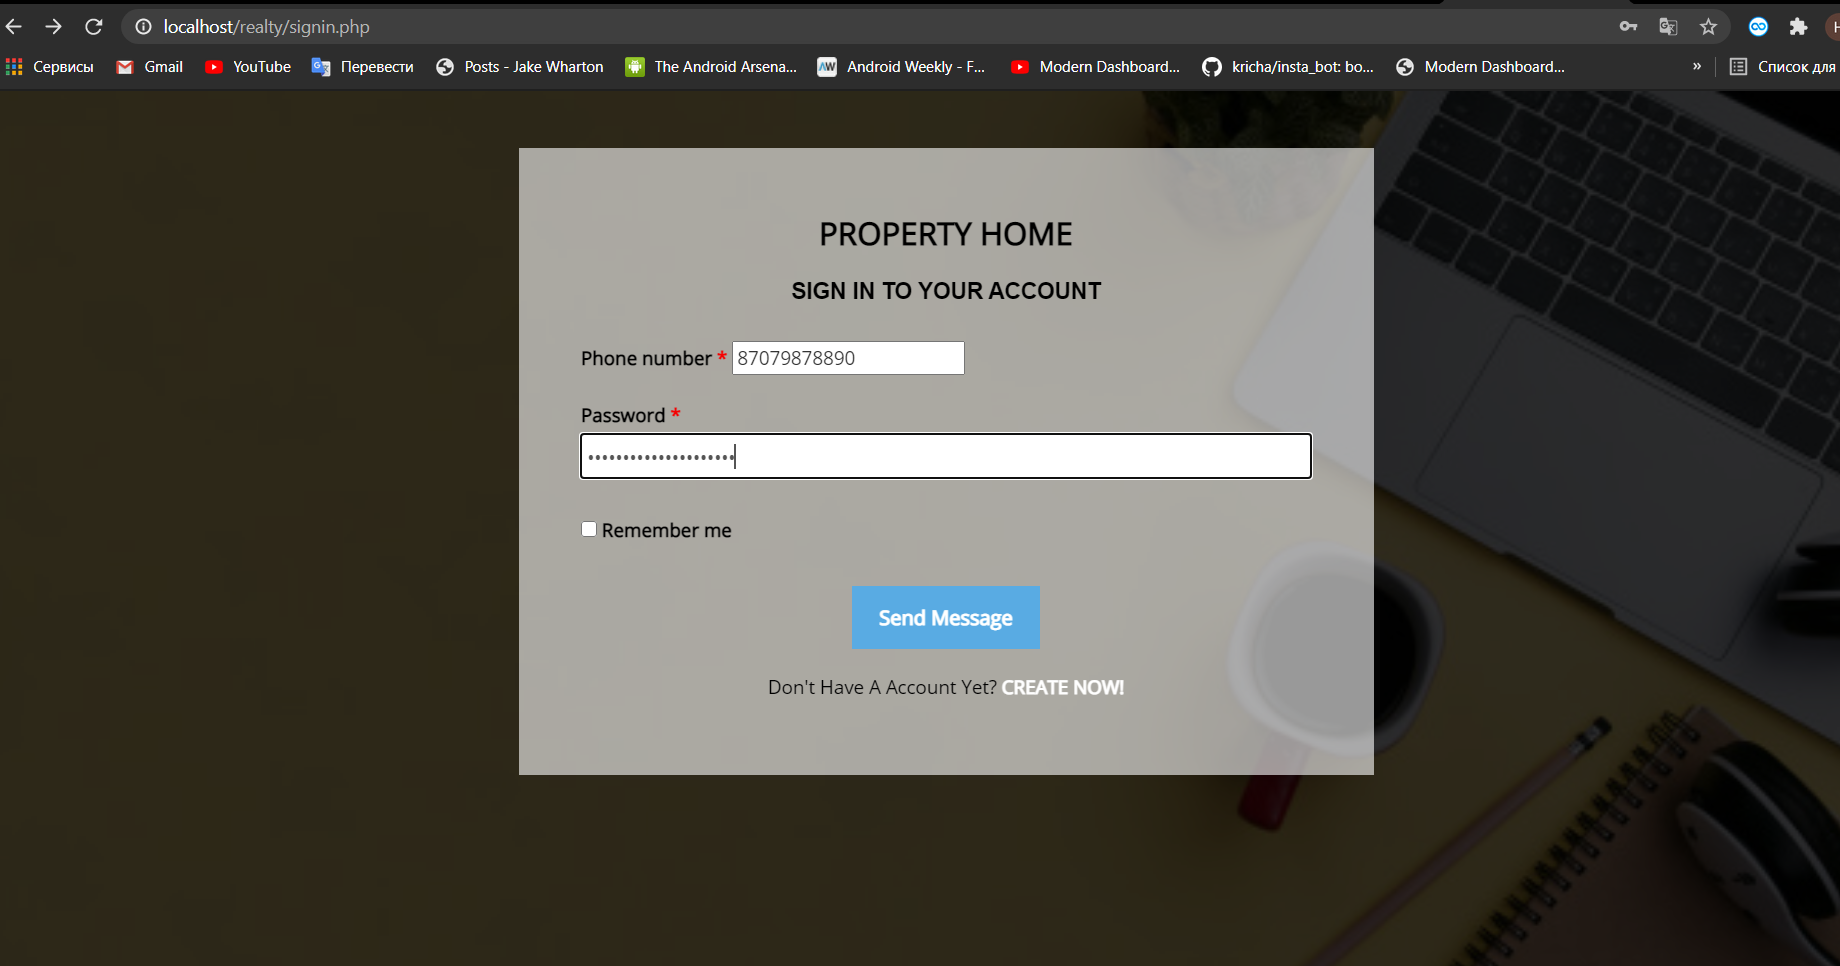 localhost/realty/signin.php
Сервисы Gmail YouTube Перевести Posts - Jake Wharton The Android Arsena... Android Weekly - F... Modern Dashboard... kricha/insta_bot: bo... Modern Dashboard... » Список для
PROPERTY HOME
SIGN IN TO YOUR ACCOUNT
Phone number * 87079878890
Password *
•••••••••••••••••••••
Remember me
Send Message
Don't Have A Account Yet? CREATE NOW!